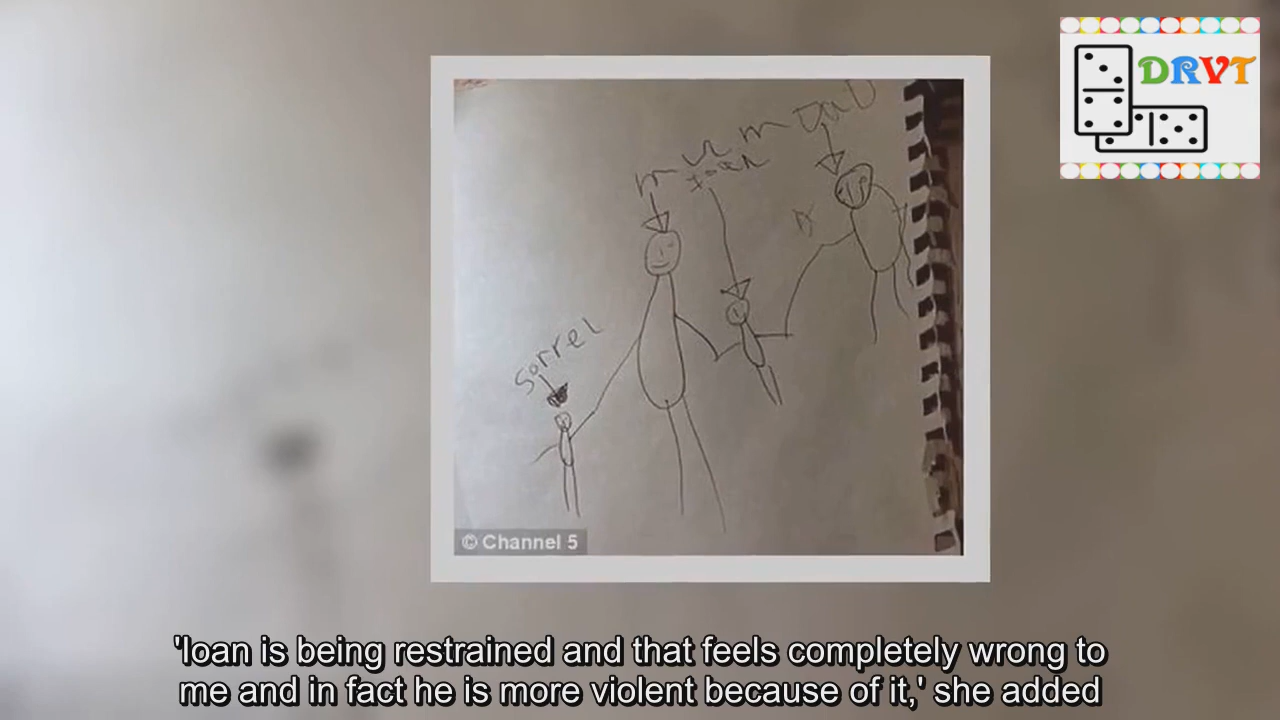 DRVT
mum Dad
Ioan
Sorrel
© Channel 5
'Ioan is being restrained and that feels completely wrong to
me and in fact he is more violent because of it,' she added